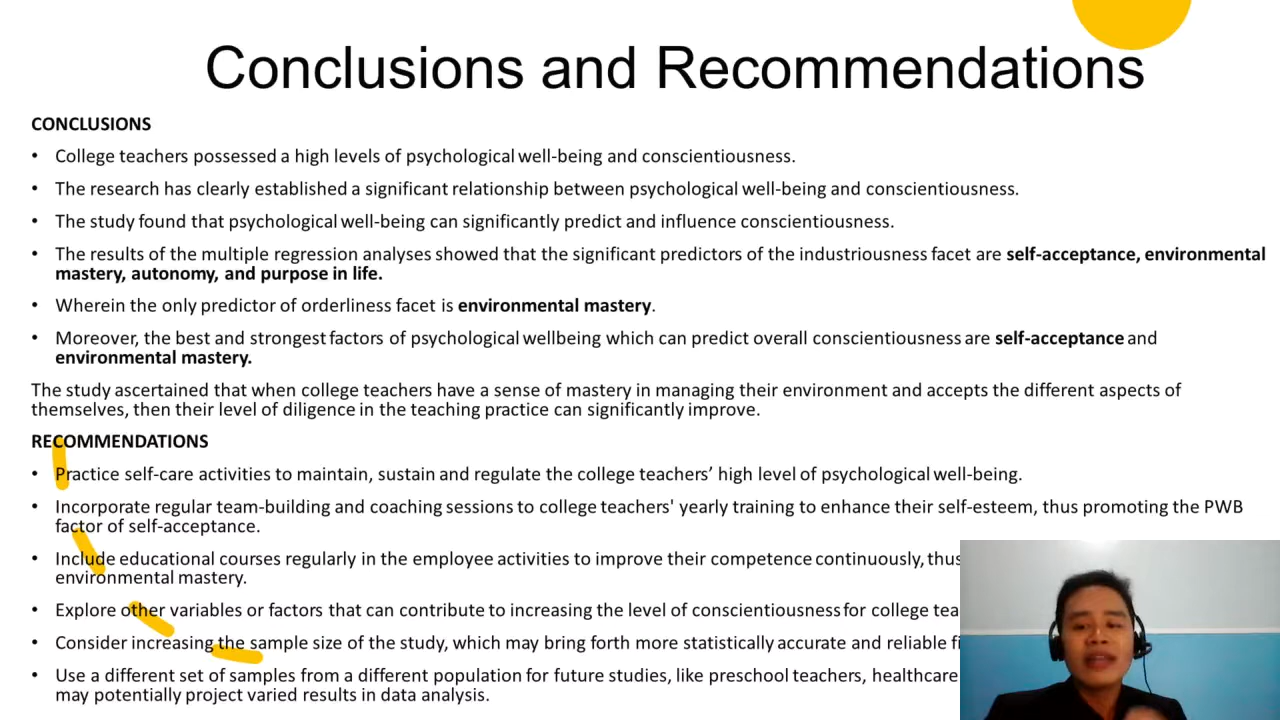 Conclusions and Recommendations
CONCLUSIONS
• College teachers possessed a high levels of psychological well-being and conscientiousness.
• The research has clearly established a significant relationship between psychological well-being and conscientiousness.
• The study found that psychological well-being can significantly predict and influence conscientiousness.
• The results of the multiple regression analyses showed that the significant predictors of the industriousness facet are self-acceptance, environmental
mastery, autonomy, and purpose in life.
• Wherein the only predictor of orderliness facet is environmental mastery.
• Moreover, the best and strongest factors of psychological wellbeing which can predict overall conscientiousness are self-acceptance and
environmental mastery.
The study ascertained that when college teachers have a sense of mastery in managing their environment and accepts the different aspects of
themselves, then their level of diligence in the teaching practice can significantly improve.
RECOMMENDATIONS
• Practice self-care activities to maintain, sustain and regulate the college teachers’ high level of psychological well-being.
• Incorporate regular team-building and coaching sessions to college teachers' yearly training to enhance their self-esteem, thus promoting the PWB
factor of self-acceptance.
• Include educational courses regularly in the employee activities to improve their competence continuously, thus
environmental mastery.
• Explore other variables or factors that can contribute to increasing the level of conscientiousness for college
• Consider increasing the sample size of the study, which may bring forth more statistically accurate and reliable
• Use a different set of samples from a different population for future studies, like preschool teachers, healthcare
may potentially project varied results in data analysis.